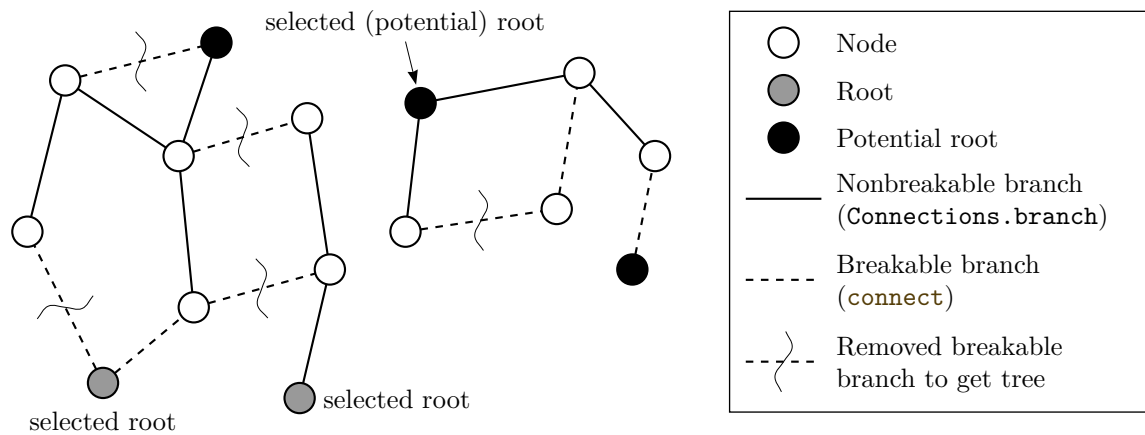 selected (potential) root
selected root
selected root
Node
Root
Potential root
Nonbreakable branch
(Connections.branch)
Breakable branch
(connect)
Removed breakable
branch to get tree